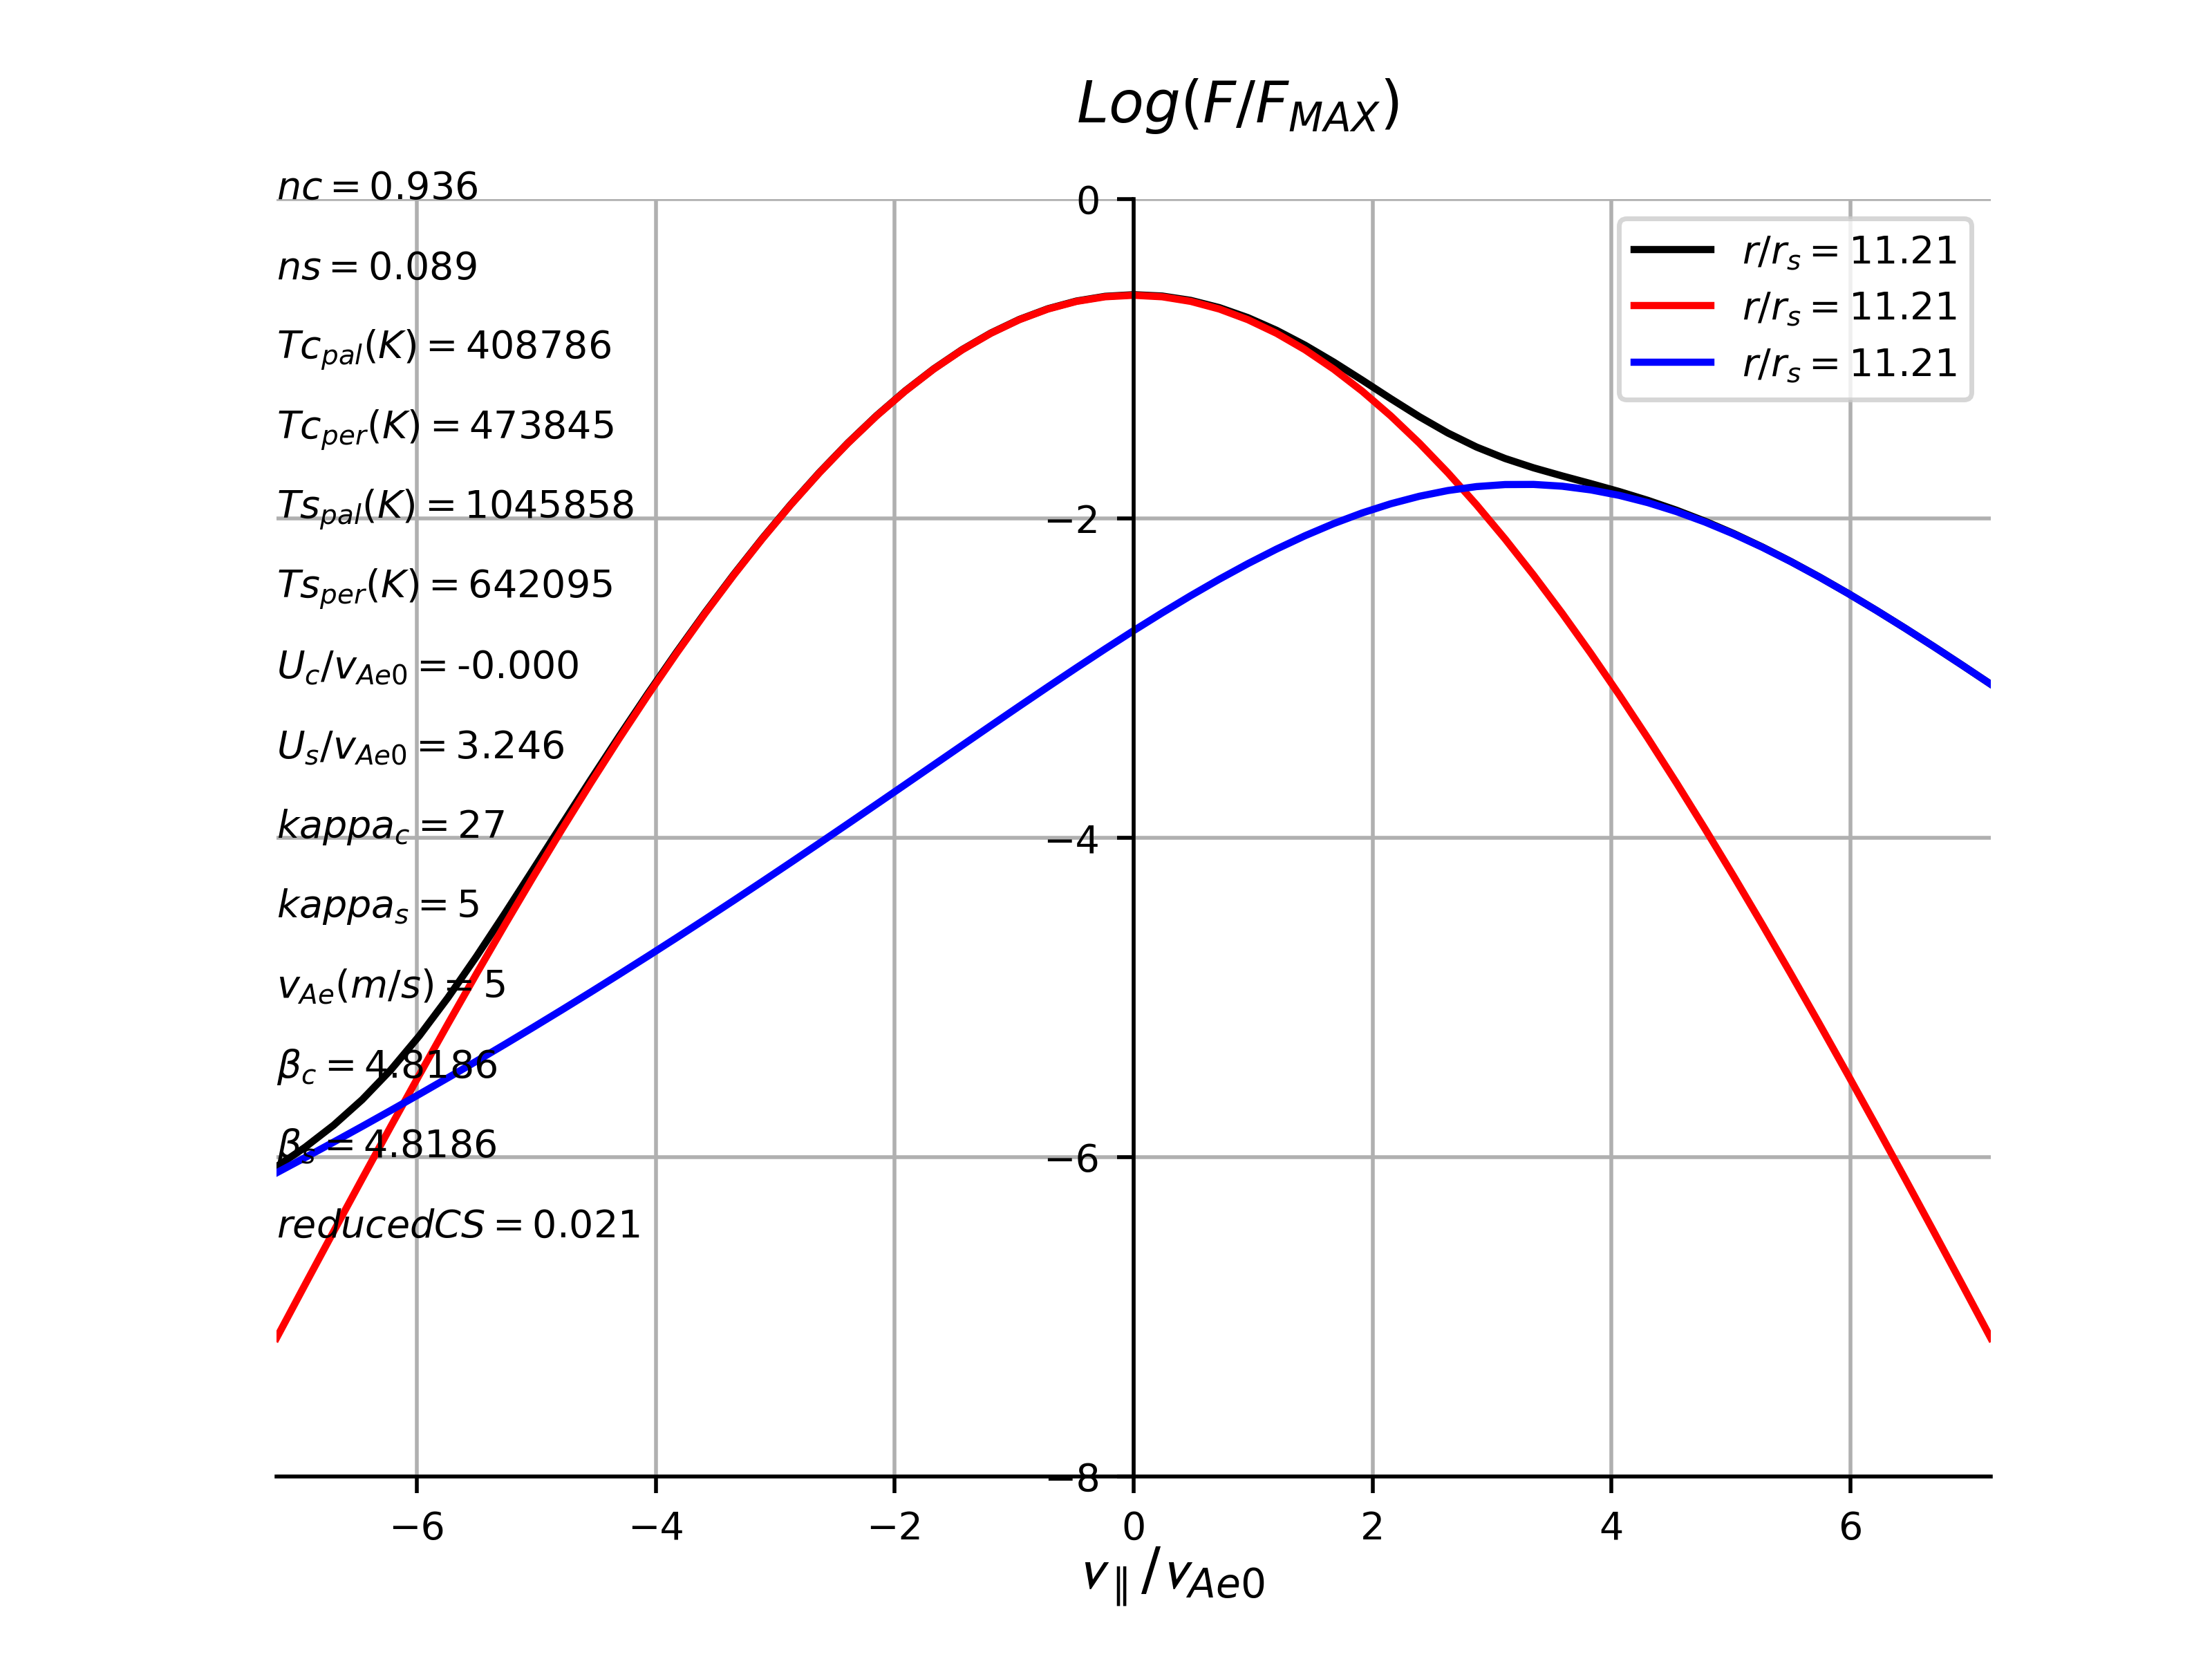 Log(F/F_MAX)
nc = 0.936
ns = 0.089
Tc_pal(K) = 408786
Tc_per(K) = 473845
Ts_pal(K) = 1045858
Ts_per(K) = 642095
U_c/v_Ae0 = -0.000
U_s/v_Ae0 = 3.246
kappa_c = 27
kappa_s = 5
v_Ae(m/s) = 5
β_c = 4.8186
β_s = 4.8186
reducedCS = 0.021
r/r_s = 11.21
r/r_s = 11.21
r/r_s = 11.21
0
−2
−4
−6
−8
−6 −4 −2 0 2 4 6
v_∥/v_Ae0